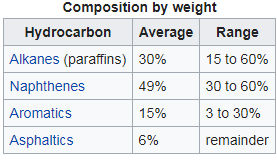 Composition by weight
Hydrocarbon Average Range
Alkanes (paraffins) 30% 15 to 60%
Naphthenes 49% 30 to 60%
Aromatics 15% 3 to 30%
Asphaltics 6% remainder